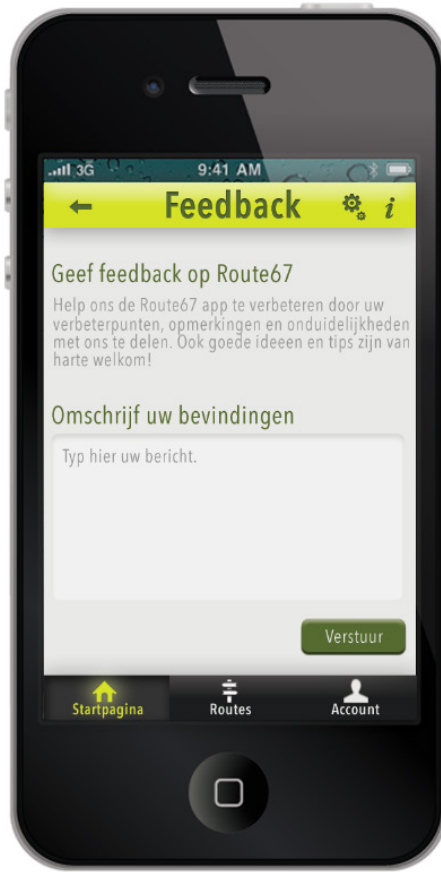 3G 9:41 AM
Feedback i
Geef feedback op Route67
Help ons de Route67 app te verbeteren door uw
verbeterpunten, opmerkingen en onduidelijkheden
met ons te delen. Ook goede ideeen en tips zijn van
harte welkom!
Omschrijf uw bevindingen
Typ hier uw bericht.
Verstuur
Startpagina Routes Account